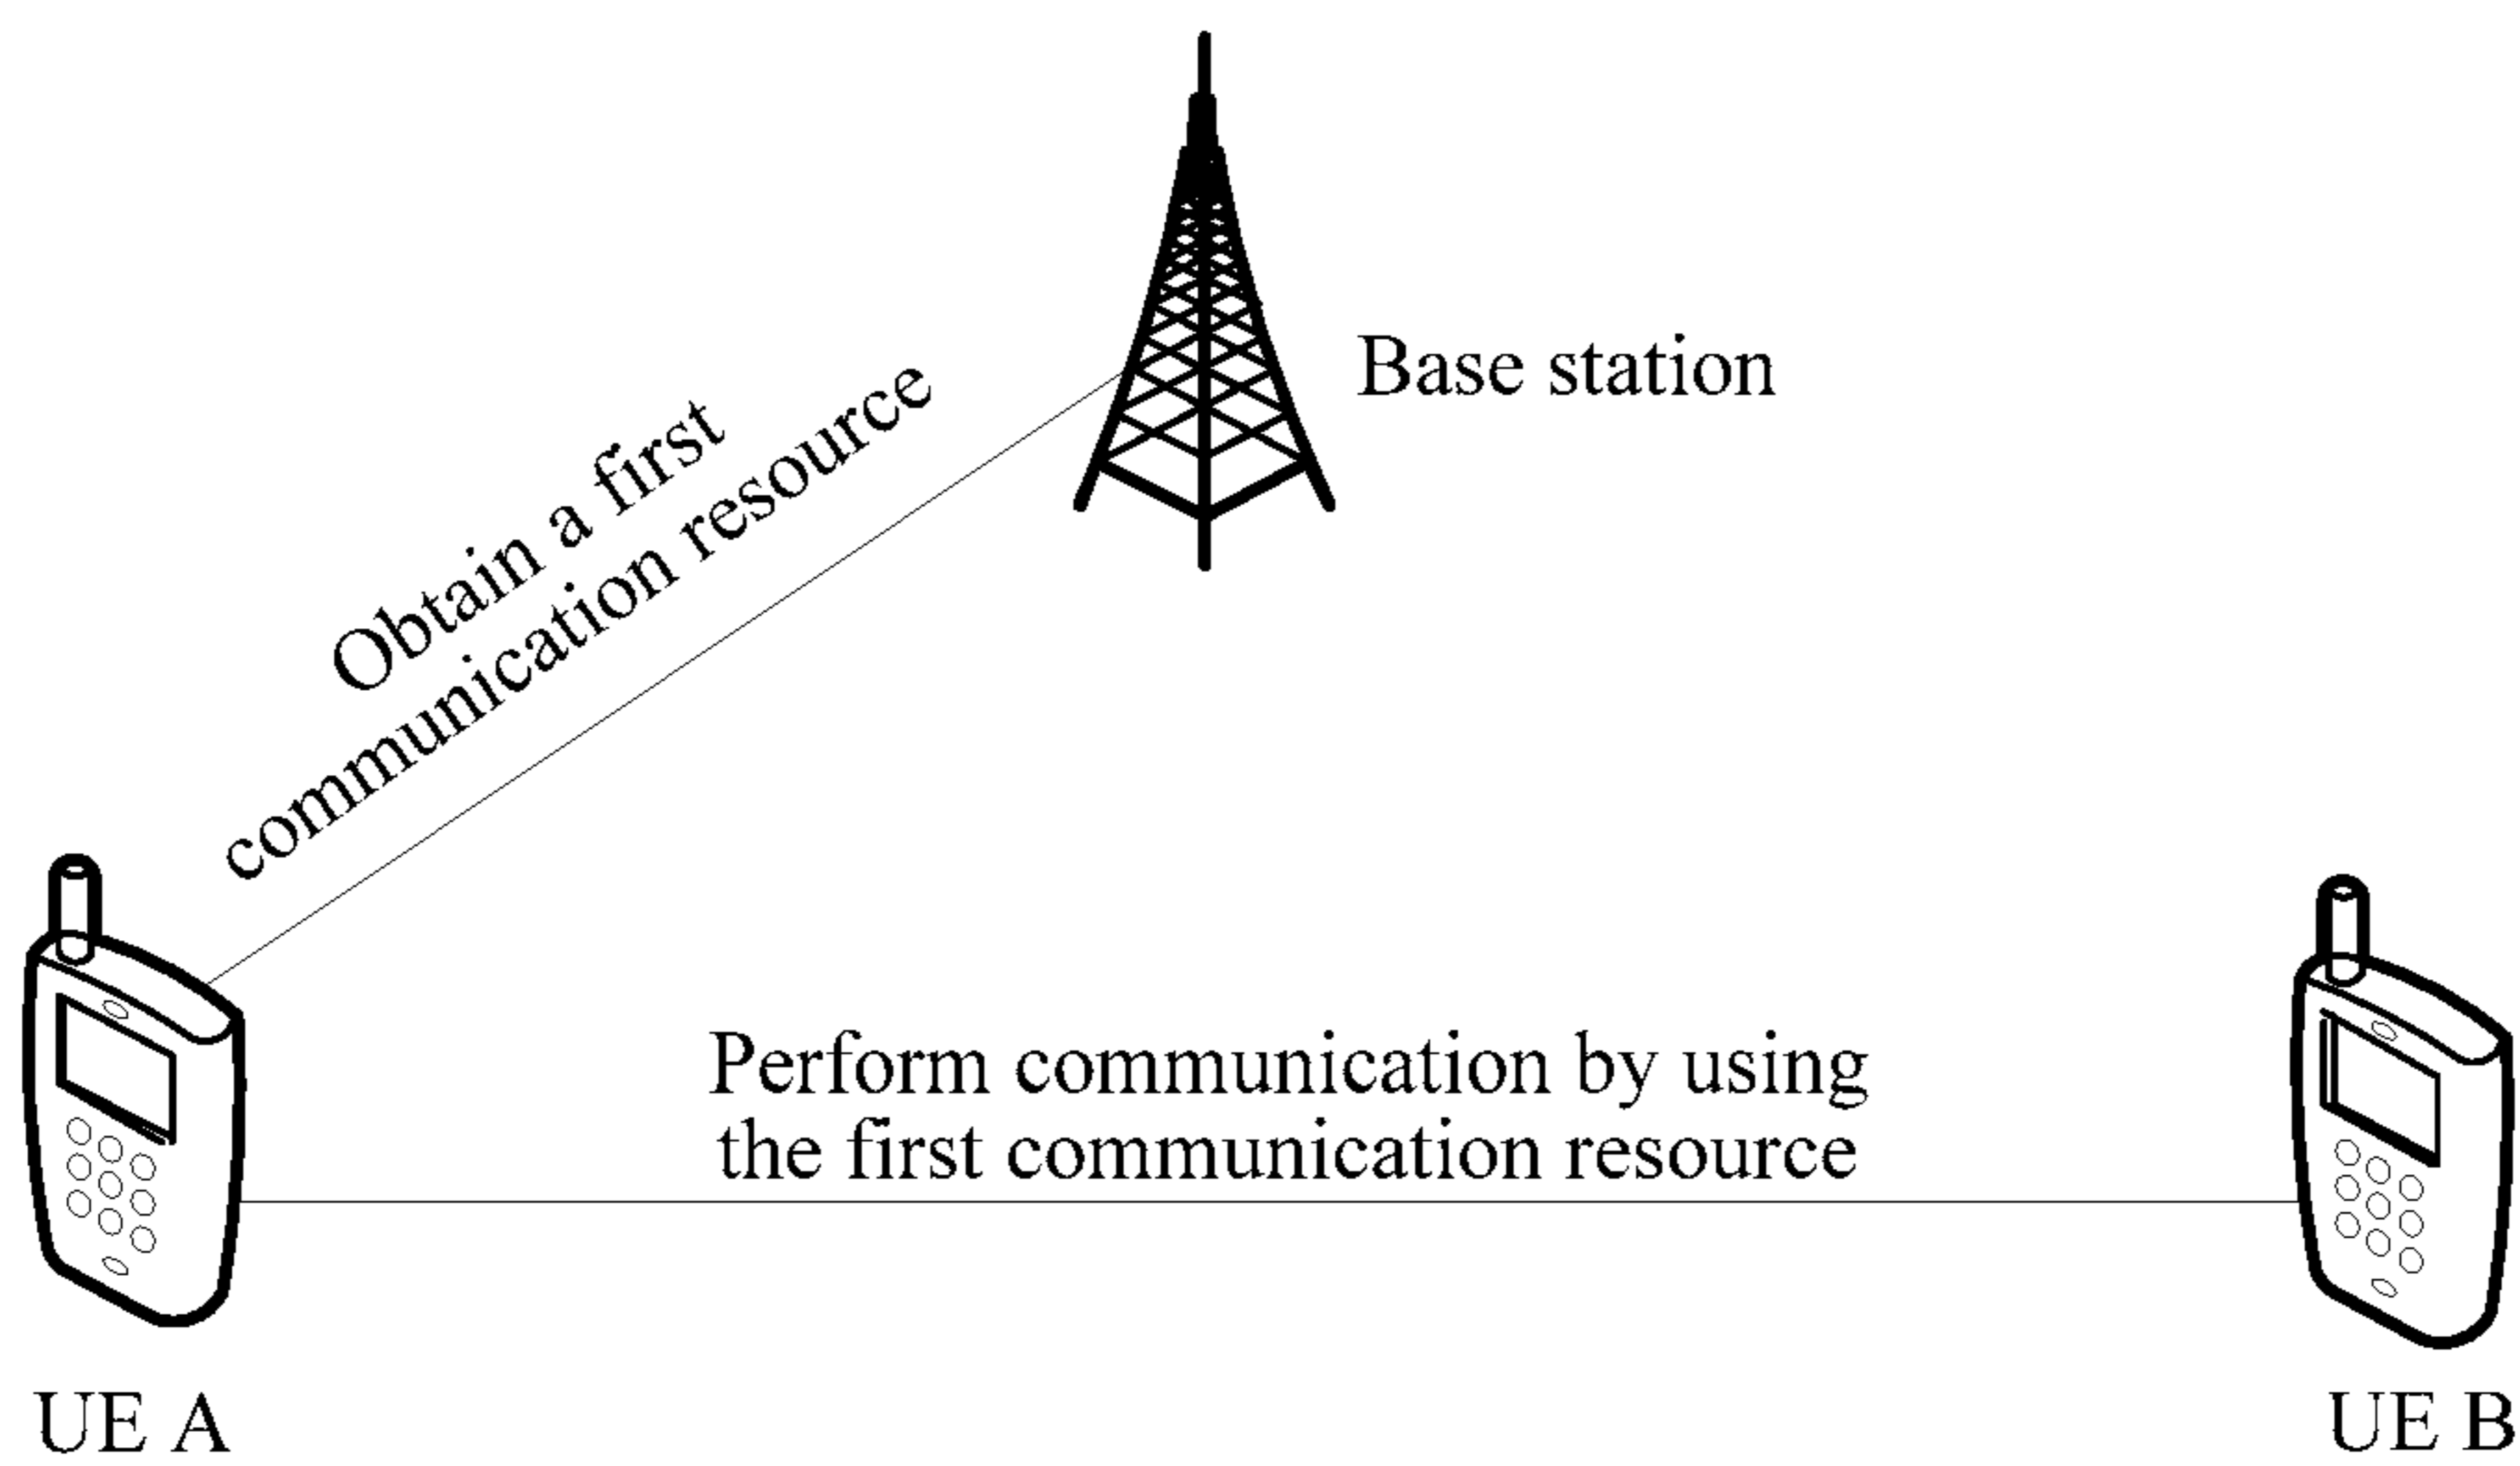 Base station
Obtain a first
communication resource
Perform communication by using
the first communication resource
UE A
UE B